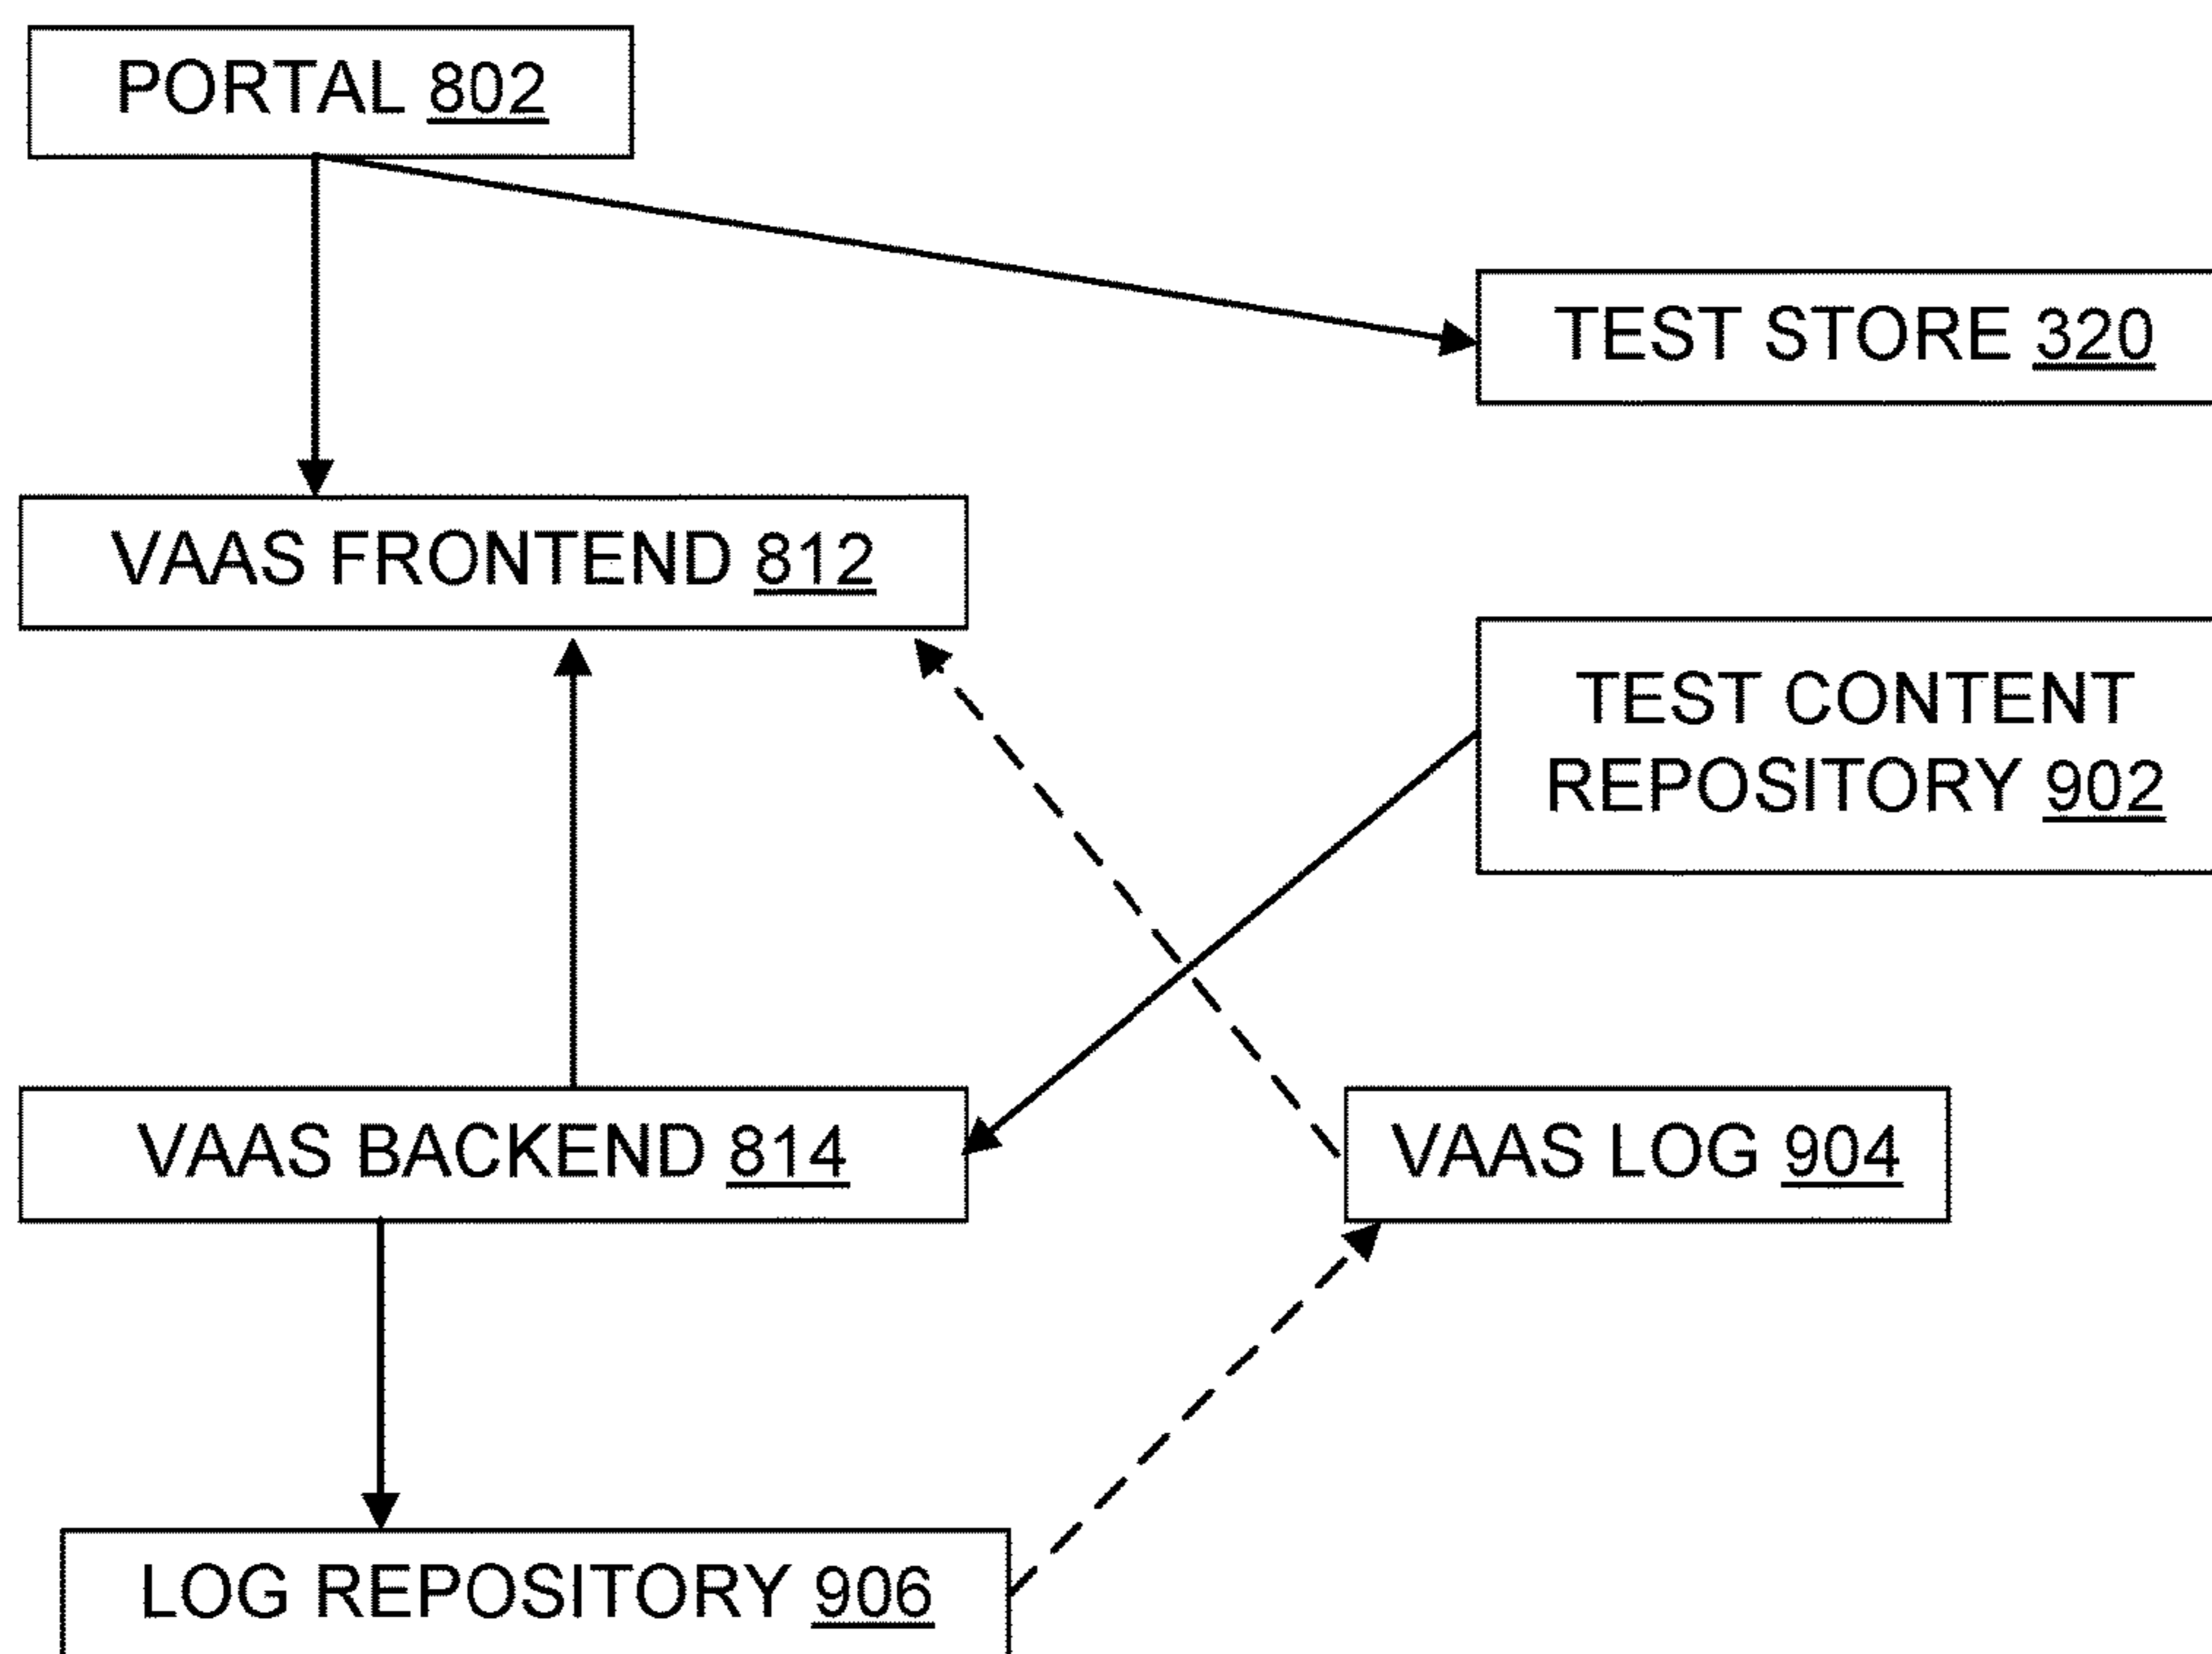 PORTAL 802
TEST STORE 320
VAAS FRONTEND 812
TEST CONTENT
REPOSITORY 902
VAAS BACKEND 814
VAAS LOG 904
LOG REPOSITORY 906